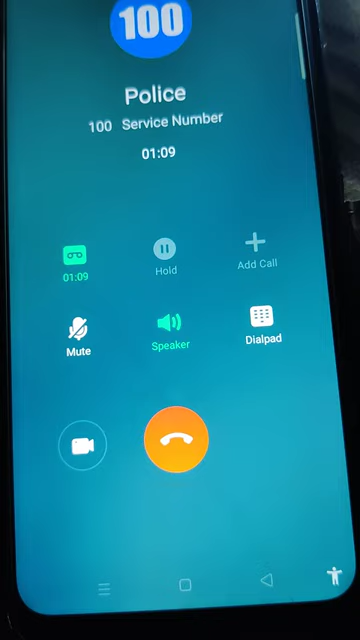 100
Police
100 Service Number
01:09
01:09
Hold
Add Call
Mute
Speaker
Dialpad